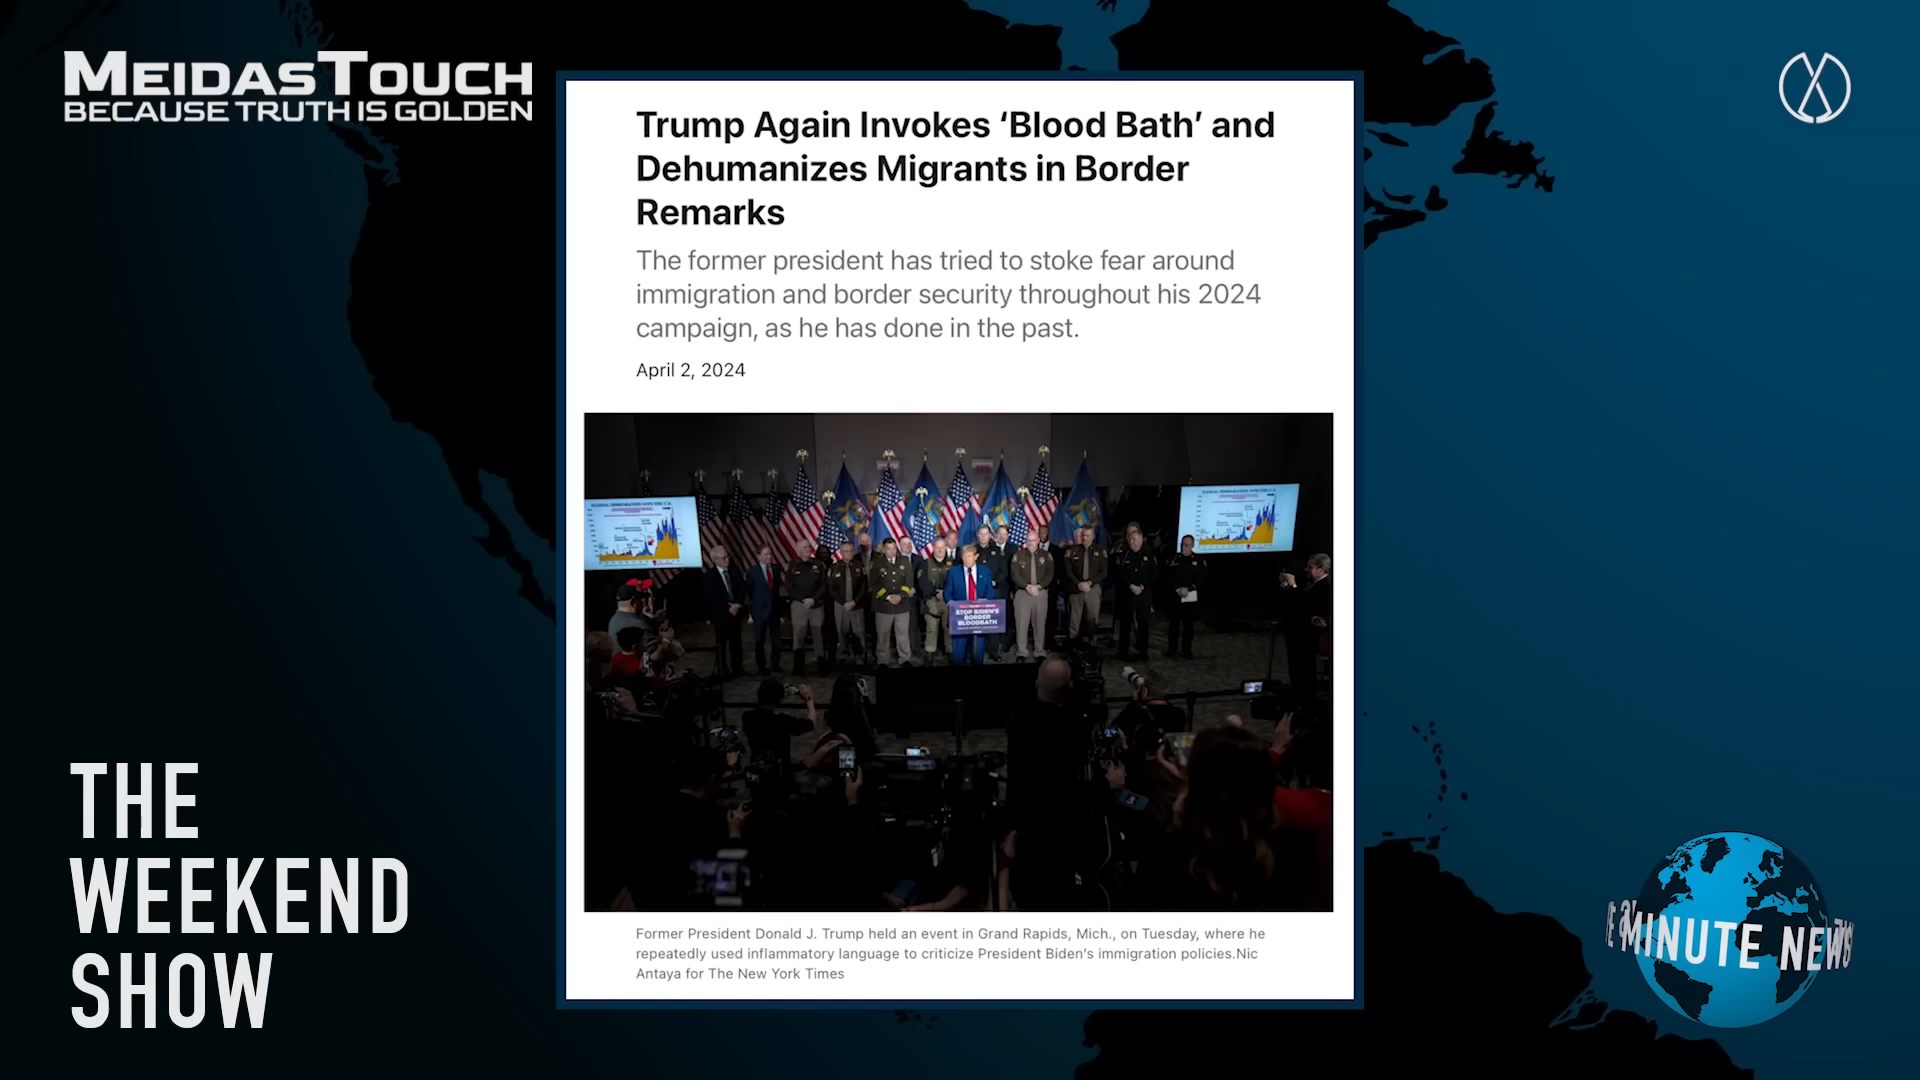 MEIDASTOUCH
BECAUSE TRUTH IS GOLDEN
Trump Again Invokes ‘Blood Bath’ and
Dehumanizes Migrants in Border
Remarks
The former president has tried to stoke fear around
immigration and border security throughout his 2024
campaign, as he has done in the past.
April 2, 2024
STOP BIDEN'S
BORDER
BLOODBATH
Former President Donald J. Trump held an event in Grand Rapids, Mich., on Tuesday, where he
repeatedly used inflammatory language to criticize President Biden's immigration policies.Nic
Antaya for The New York Times
THE
WEEKEND
SHOW
MINUTE NEWS